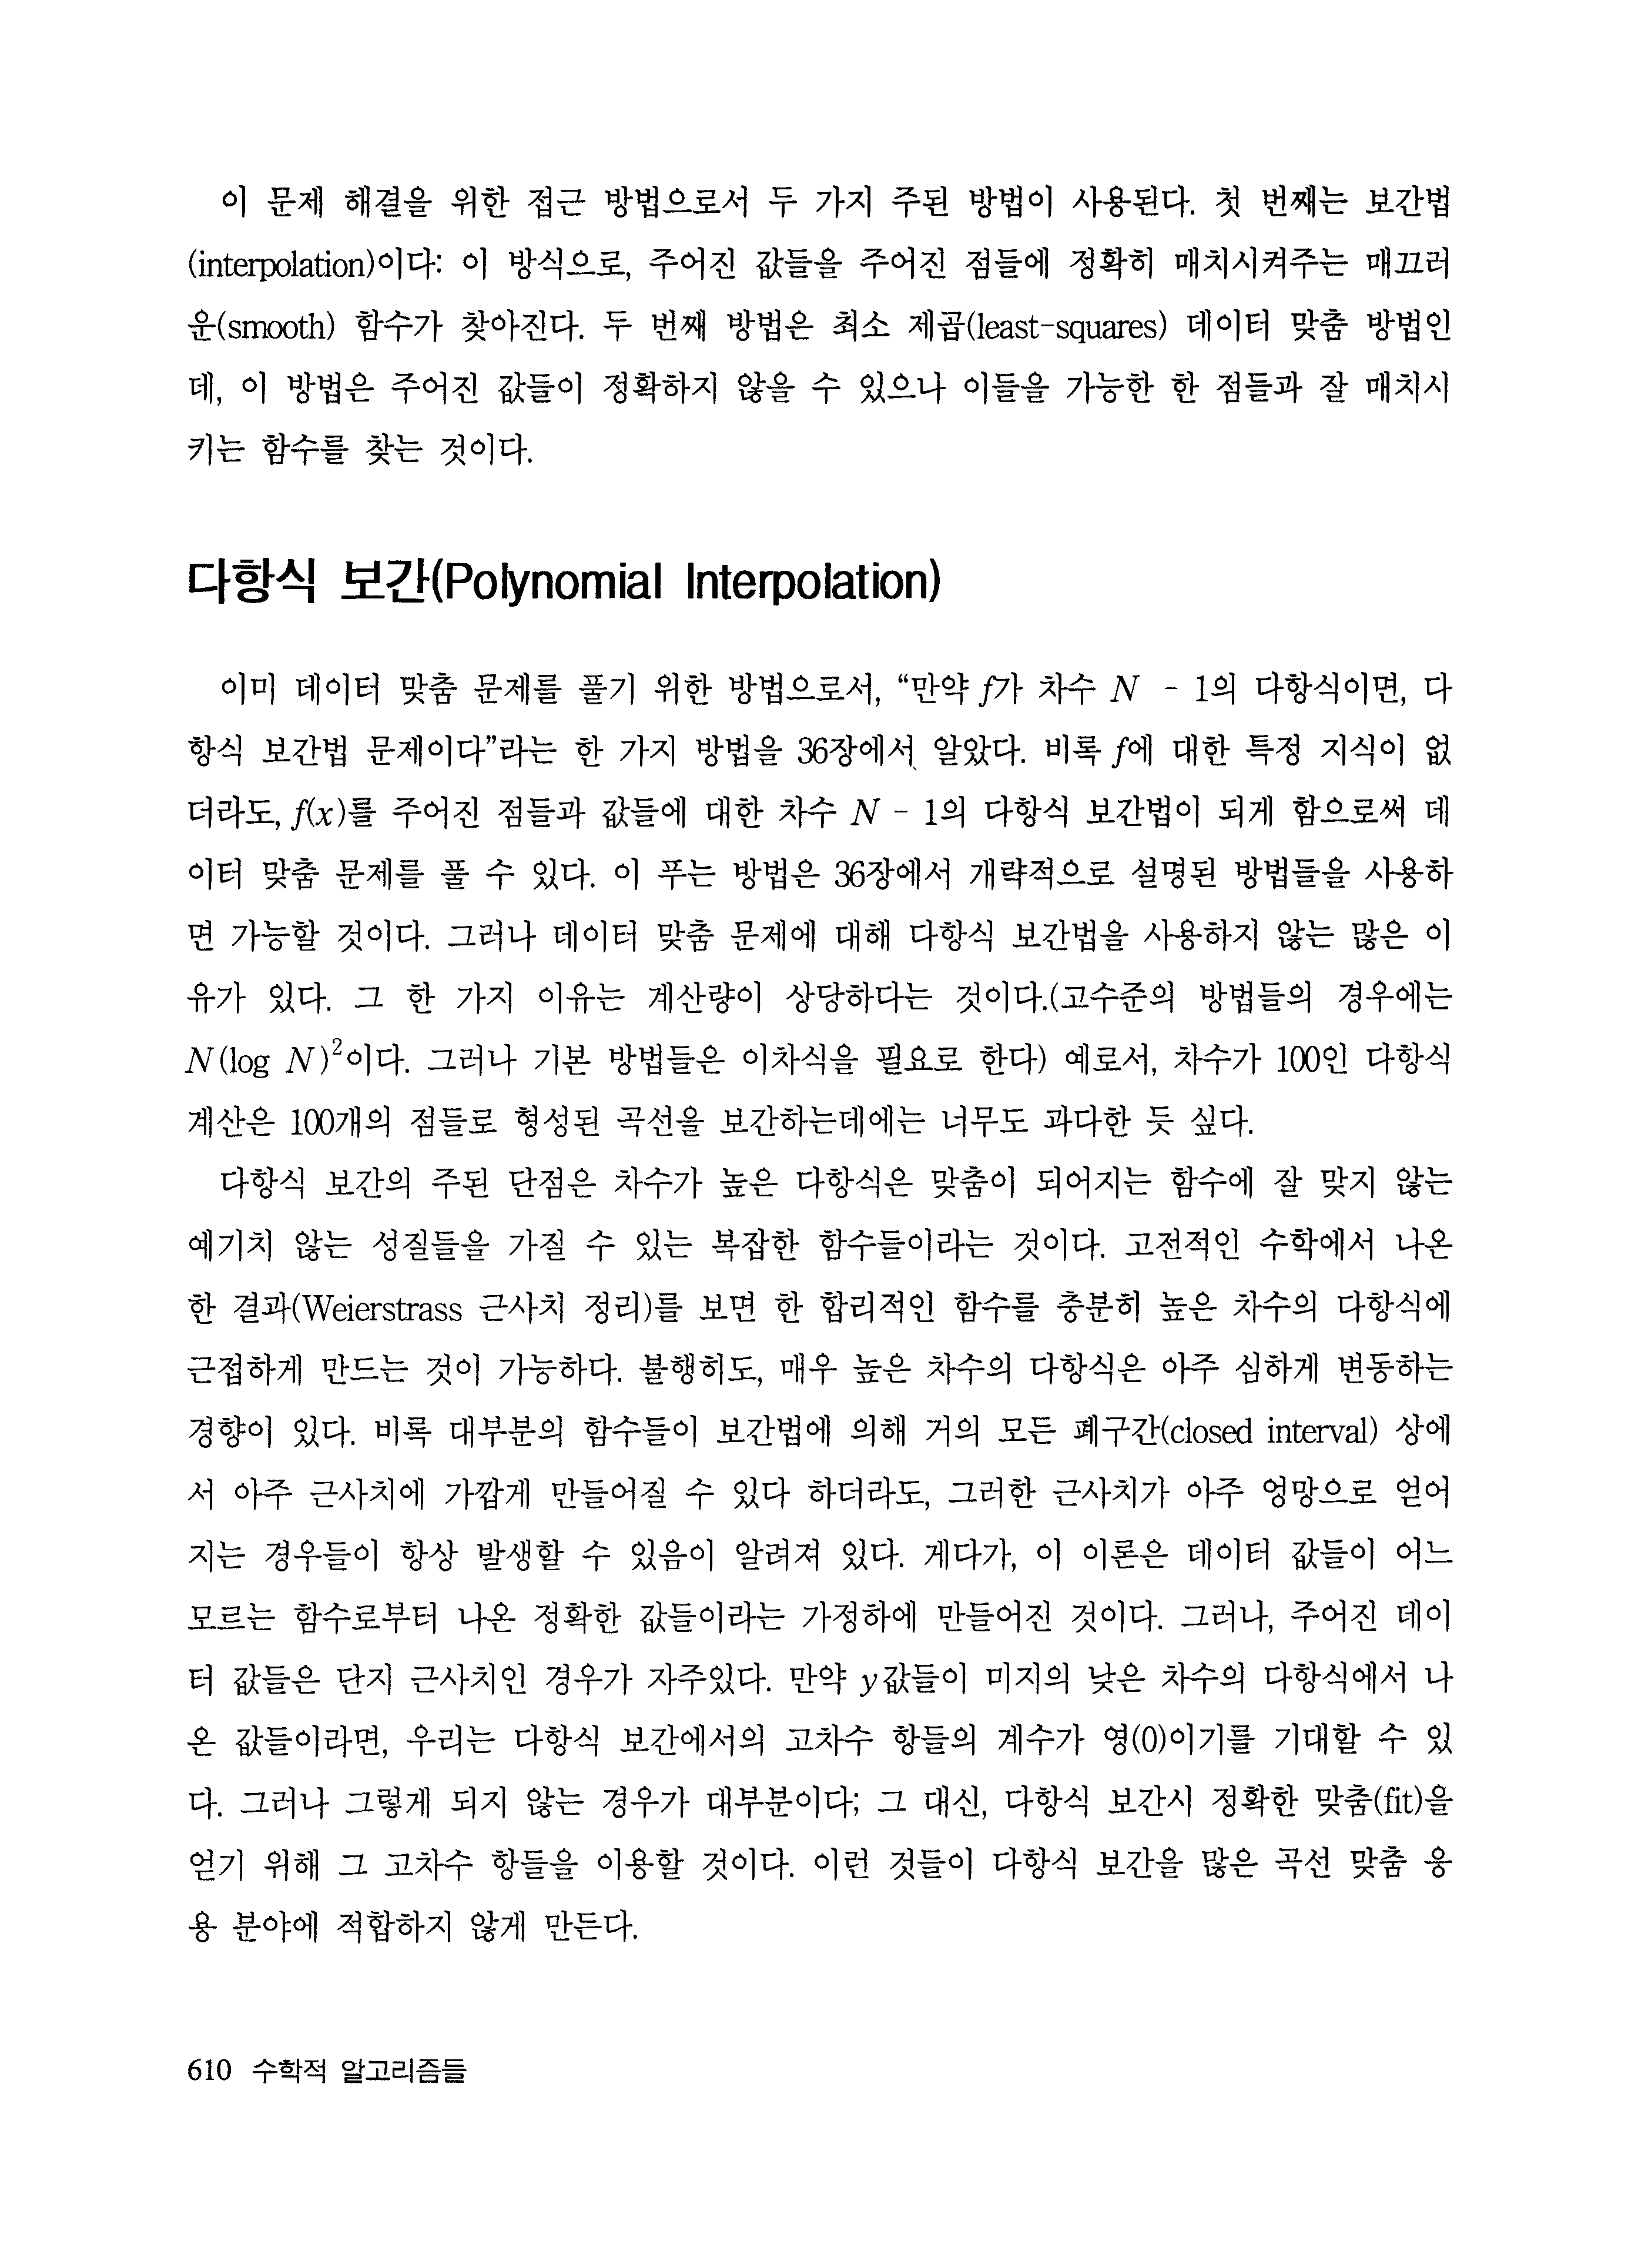 이 문제 해결을 위한 접근 방법으로서 두 가지 주된 방법이 사용된다. 첫 번째는 보간법
(interpolation)이다: 이 방식으로, 주어진 값들을 주어진 점들에 정확히 매치시켜주는 매끄러
운(smooth) 함수가 찾아진다. 두 번째 방법은 최소 제곱(least-squares) 데이터 맞춤 방법인
데, 이 방법은 주어진 값들이 정확하지 않을 수 있으나 이들을 가능한 한 점들과 잘 매치시
키는 함수를 찾는 것이다.
다항식 보간(Polynomial Interpolation)
이미 데이터 맞춤 문제를 풀기 위한 방법으로서, “만약 f가 차수 N - 1의 다항식이면, 다
항식 보간법 문제이다”라는 한 가지 방법을 36장에서 알았다. 비록 f에 대한 특정 지식이 없
더라도, f(x)를 주어진 점들과 값들에 대한 차수 N - 1의 다항식 보간법이 되게 함으로써 데
이터 맞춤 문제를 풀 수 있다. 이 푸는 방법은 36장에서 개략적으로 설명된 방법들을 사용하
면 가능할 것이다. 그러나 데이터 맞춤 문제에 대해 다항식 보간법을 사용하지 않는 많은 이
유가 있다. 그 한 가지 이유는 계산량이 상당하다는 것이다.(고수준의 방법들의 경우에는
N(log N)²이다. 그러나 기본 방법들은 이차식을 필요로 한다) 예로서, 차수가 100인 다항식
계산은 100개의 점들로 형성된 곡선을 보간하는데에는 너무도 과다한 듯 싶다.
다항식 보간의 주된 단점은 차수가 높은 다항식은 맞춤이 되어지는 함수에 잘 맞지 않는
예기치 않는 성질들을 가질 수 있는 복잡한 함수들이라는 것이다. 고전적인 수학에서 나온
한 결과(Weierstrass 근사치 정리)를 보면 한 합리적인 함수를 충분히 높은 차수의 다항식에
근접하게 만드는 것이 가능하다. 불행히도, 매우 높은 차수의 다항식은 아주 심하게 변동하는
경향이 있다. 비록 대부분의 함수들이 보간법에 의해 거의 모든 폐구간(closed interval) 상에
서 아주 근사치에 가깝게 만들어질 수 있다 하더라도, 그러한 근사치가 아주 엉망으로 얻어
지는 경우들이 항상 발생할 수 있음이 알려져 있다. 게다가, 이 이론은 데이터 값들이 어느
모르는 함수로부터 나온 정확한 값들이라는 가정하에 만들어진 것이다. 그러나, 주어진 데이
터 값들은 단지 근사치인 경우가 자주있다. 만약 y값들이 미지의 낮은 차수의 다항식에서 나
온 값들이라면, 우리는 다항식 보간에서의 고차수 항들의 계수가 영(0)이기를 기대할 수 있
다. 그러나 그렇게 되지 않는 경우가 대부분이다; 그 대신, 다항식 보간시 정확한 맞춤(fit)을
얻기 위해 그 고차수 항들을 이용할 것이다. 이런 것들이 다항식 보간을 많은 곡선 맞춤 응
용 분야에 적합하지 않게 만든다.
610 수학적 알고리즘들